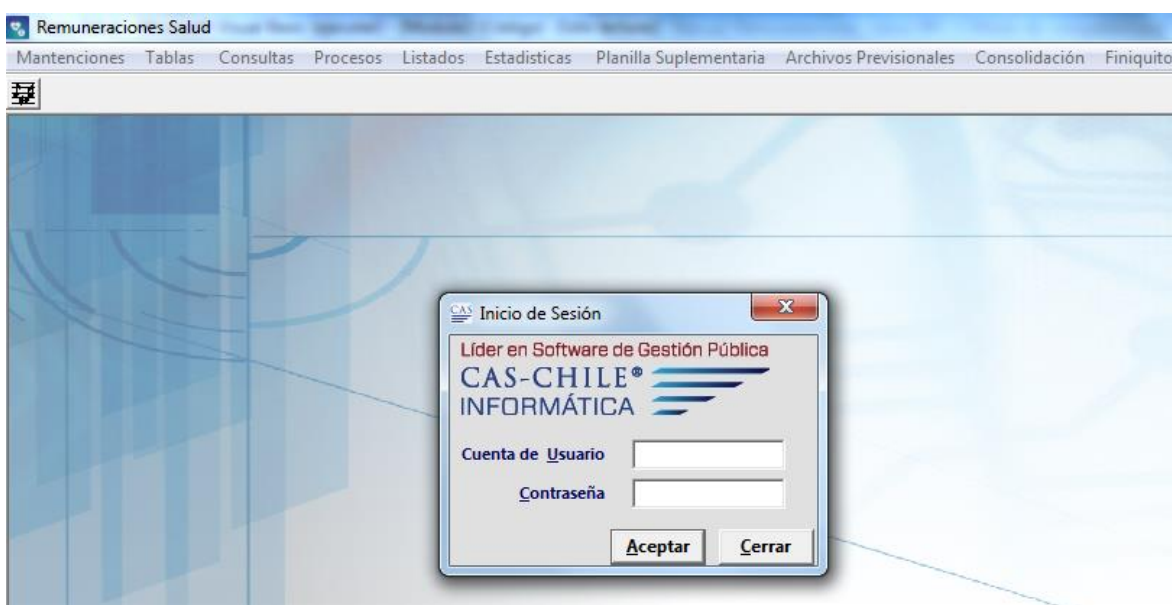 Remuneraciones Salud
Mantenciones Tablas Consultas Procesos Listados Estadisticas Planilla Suplementaria Archivos Previsionales Consolidación Finiquito
CAS Inicio de Sesión
Líder en Software de Gestión Pública
CAS-CHILE®
INFORMÁTICA
Cuenta de Usuario
Contraseña
Aceptar Cerrar